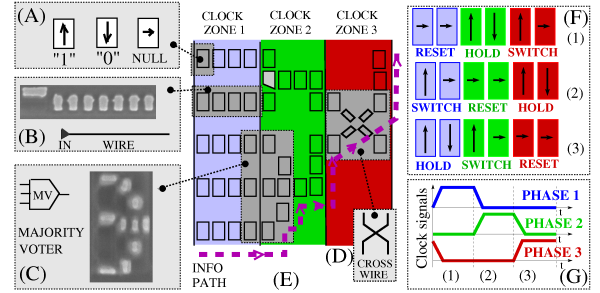 (A)
"1" "0" NULL
(B)
IN WIRE
MV
MAJORITY
VOTER
(C)
CLOCK
ZONE 1
CLOCK
ZONE 2
CLOCK
ZONE 3
INFO
PATH
(E)
(D)
CROSS
WIRE
(F)
RESET HOLD SWITCH (1)
SWITCH RESET HOLD (2)
HOLD SWITCH RESET (3)
Clock signals
PHASE 1
t
PHASE 2
t
PHASE 3
t
(1) (2) (3)
(G)